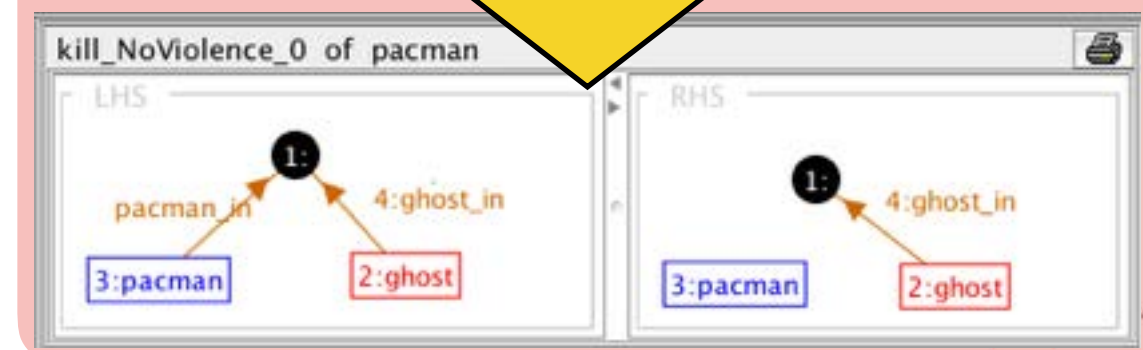 kill_NoViolence_0 of pacman
LHS
1:
pacman_in
4:ghost_in
3:pacman
2:ghost
RHS
1:
4:ghost_in
3:pacman
2:ghost